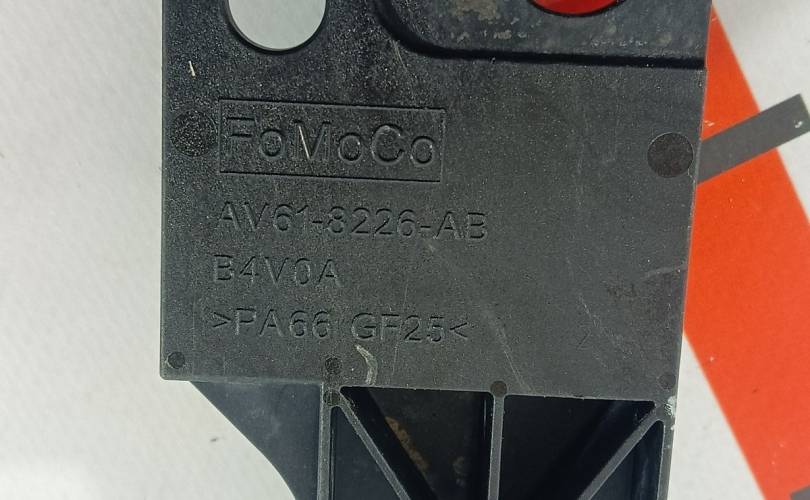 FoMoCo
AV61-8226-AB
B4V0A
>PA66 GF25<